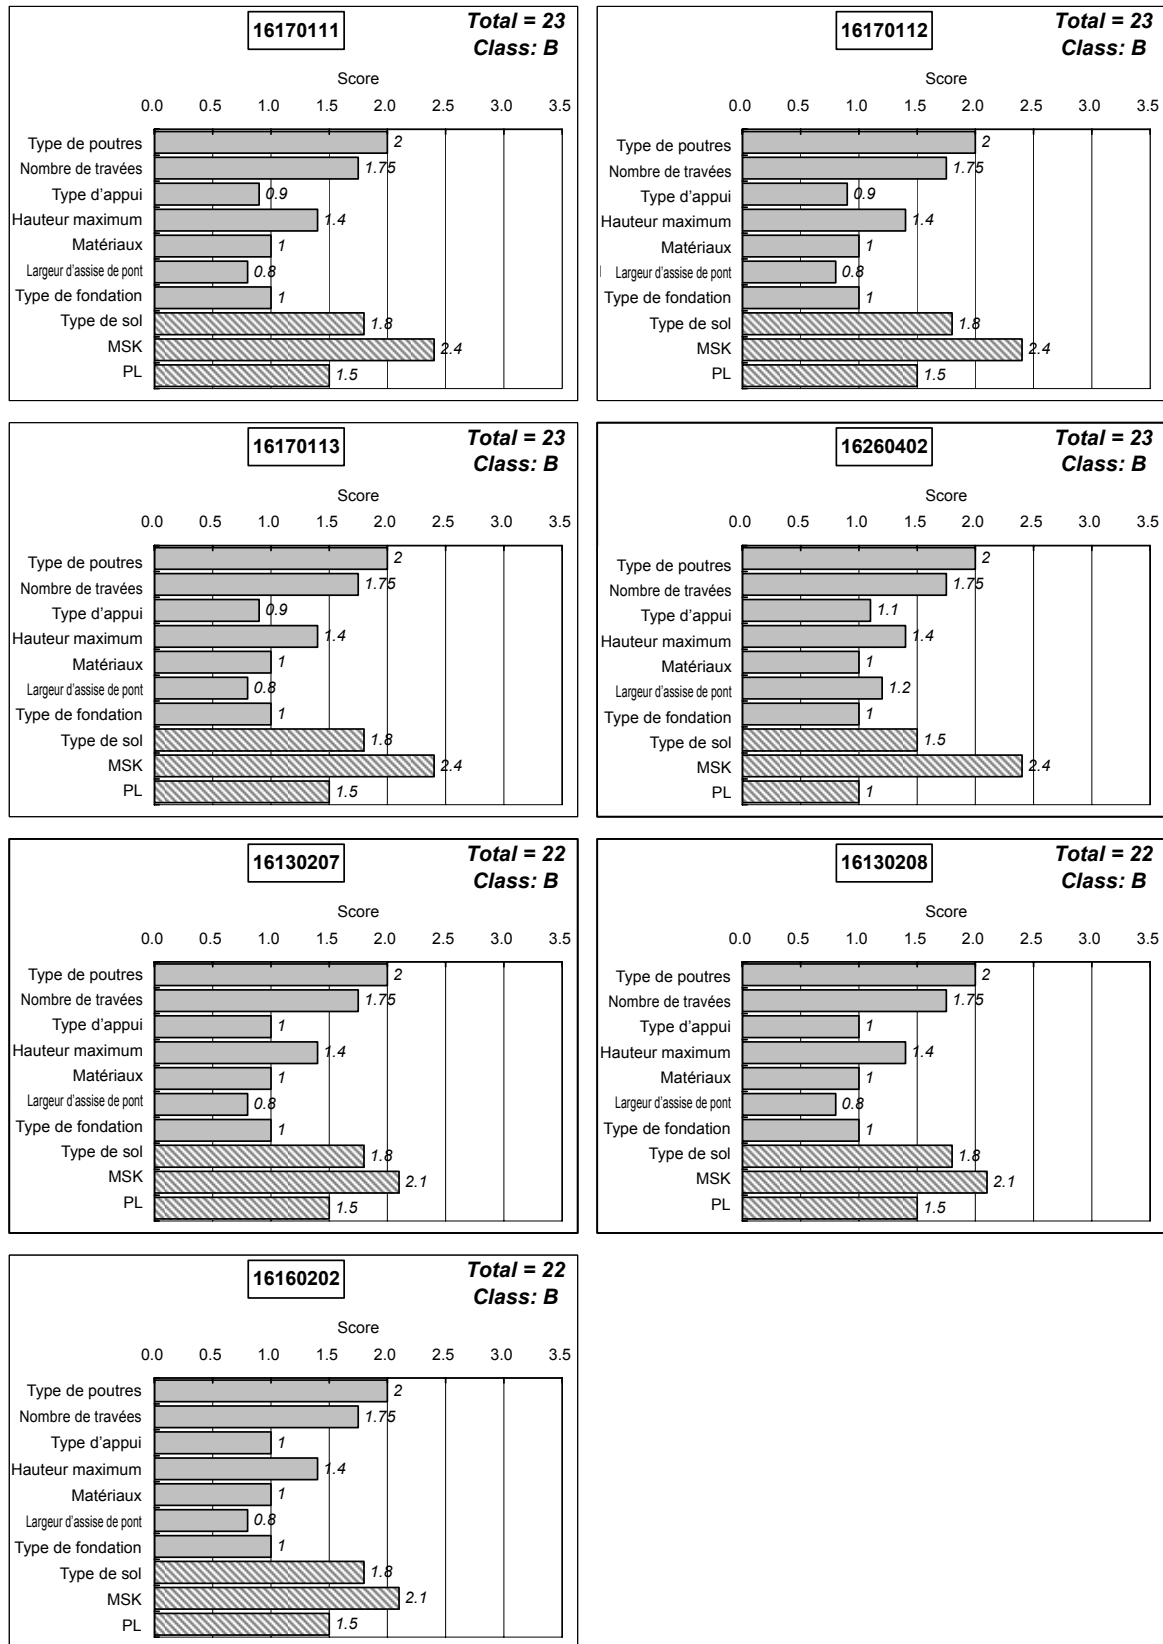 16170111
Total = 23
Class: B
Score
0.0 0.5 1.0 1.5 2.0 2.5 3.0 3.5
Type de poutres 2
Nombre de travées 1.75
Type d'appui 0.9
Hauteur maximum 1.4
Matériaux 1
Largeur d'assise de pont 0.8
Type de fondation 1
Type de sol 1.8
MSK 2.4
PL 1.5
16170112
Total = 23
Class: B
Score
0.0 0.5 1.0 1.5 2.0 2.5 3.0 3.5
Type de poutres 2
Nombre de travées 1.75
Type d'appui 0.9
Hauteur maximum 1.4
Matériaux 1
Largeur d'assise de pont 0.8
Type de fondation 1
Type de sol 1.8
MSK 2.4
PL 1.5
16170113
Total = 23
Class: B
Score
0.0 0.5 1.0 1.5 2.0 2.5 3.0 3.5
Type de poutres 2
Nombre de travées 1.75
Type d'appui 0.9
Hauteur maximum 1.4
Matériaux 1
Largeur d'assise de pont 0.8
Type de fondation 1
Type de sol 1.8
MSK 2.4
PL 1.5
16260402
Total = 23
Class: B
Score
0.0 0.5 1.0 1.5 2.0 2.5 3.0 3.5
Type de poutres 2
Nombre de travées 1.75
Type d'appui 1.1
Hauteur maximum 1.4
Matériaux 1
Largeur d'assise de pont 1.2
Type de fondation 1
Type de sol 1.5
MSK 2.4
PL 1
16130207
Total = 22
Class: B
Score
0.0 0.5 1.0 1.5 2.0 2.5 3.0 3.5
Type de poutres 2
Nombre de travées 1.75
Type d'appui 1
Hauteur maximum 1.4
Matériaux 1
Largeur d'assise de pont 0.8
Type de fondation 1
Type de sol 1.8
MSK 2.1
PL 1.5
16130208
Total = 22
Class: B
Score
0.0 0.5 1.0 1.5 2.0 2.5 3.0 3.5
Type de poutres 2
Nombre de travées 1.75
Type d'appui 1
Hauteur maximum 1.4
Matériaux 1
Largeur d'assise de pont 0.8
Type de fondation 1
Type de sol 1.8
MSK 2.1
PL 1.5
16160202
Total = 22
Class: B
Score
0.0 0.5 1.0 1.5 2.0 2.5 3.0 3.5
Type de poutres 2
Nombre de travées 1.75
Type d'appui 1
Hauteur maximum 1.4
Matériaux 1
Largeur d'assise de pont 0.8
Type de fondation 1
Type de sol 1.8
MSK 2.1
PL 1.5